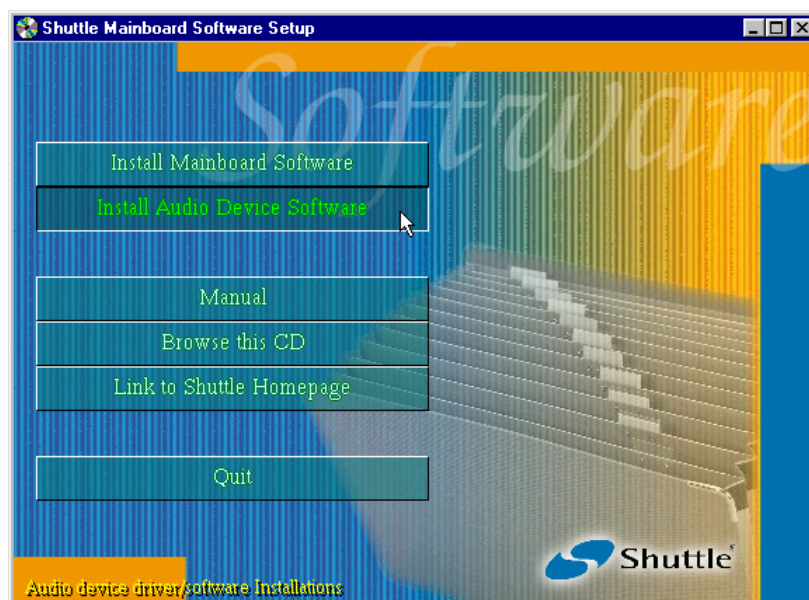 Shuttle Mainboard Software Setup
Software
Install Mainboard Software
Install Audio Device Software
Manual
Browse this CD
Link to Shuttle Homepage
Quit
Shuttle
Audio device driver/software Installations